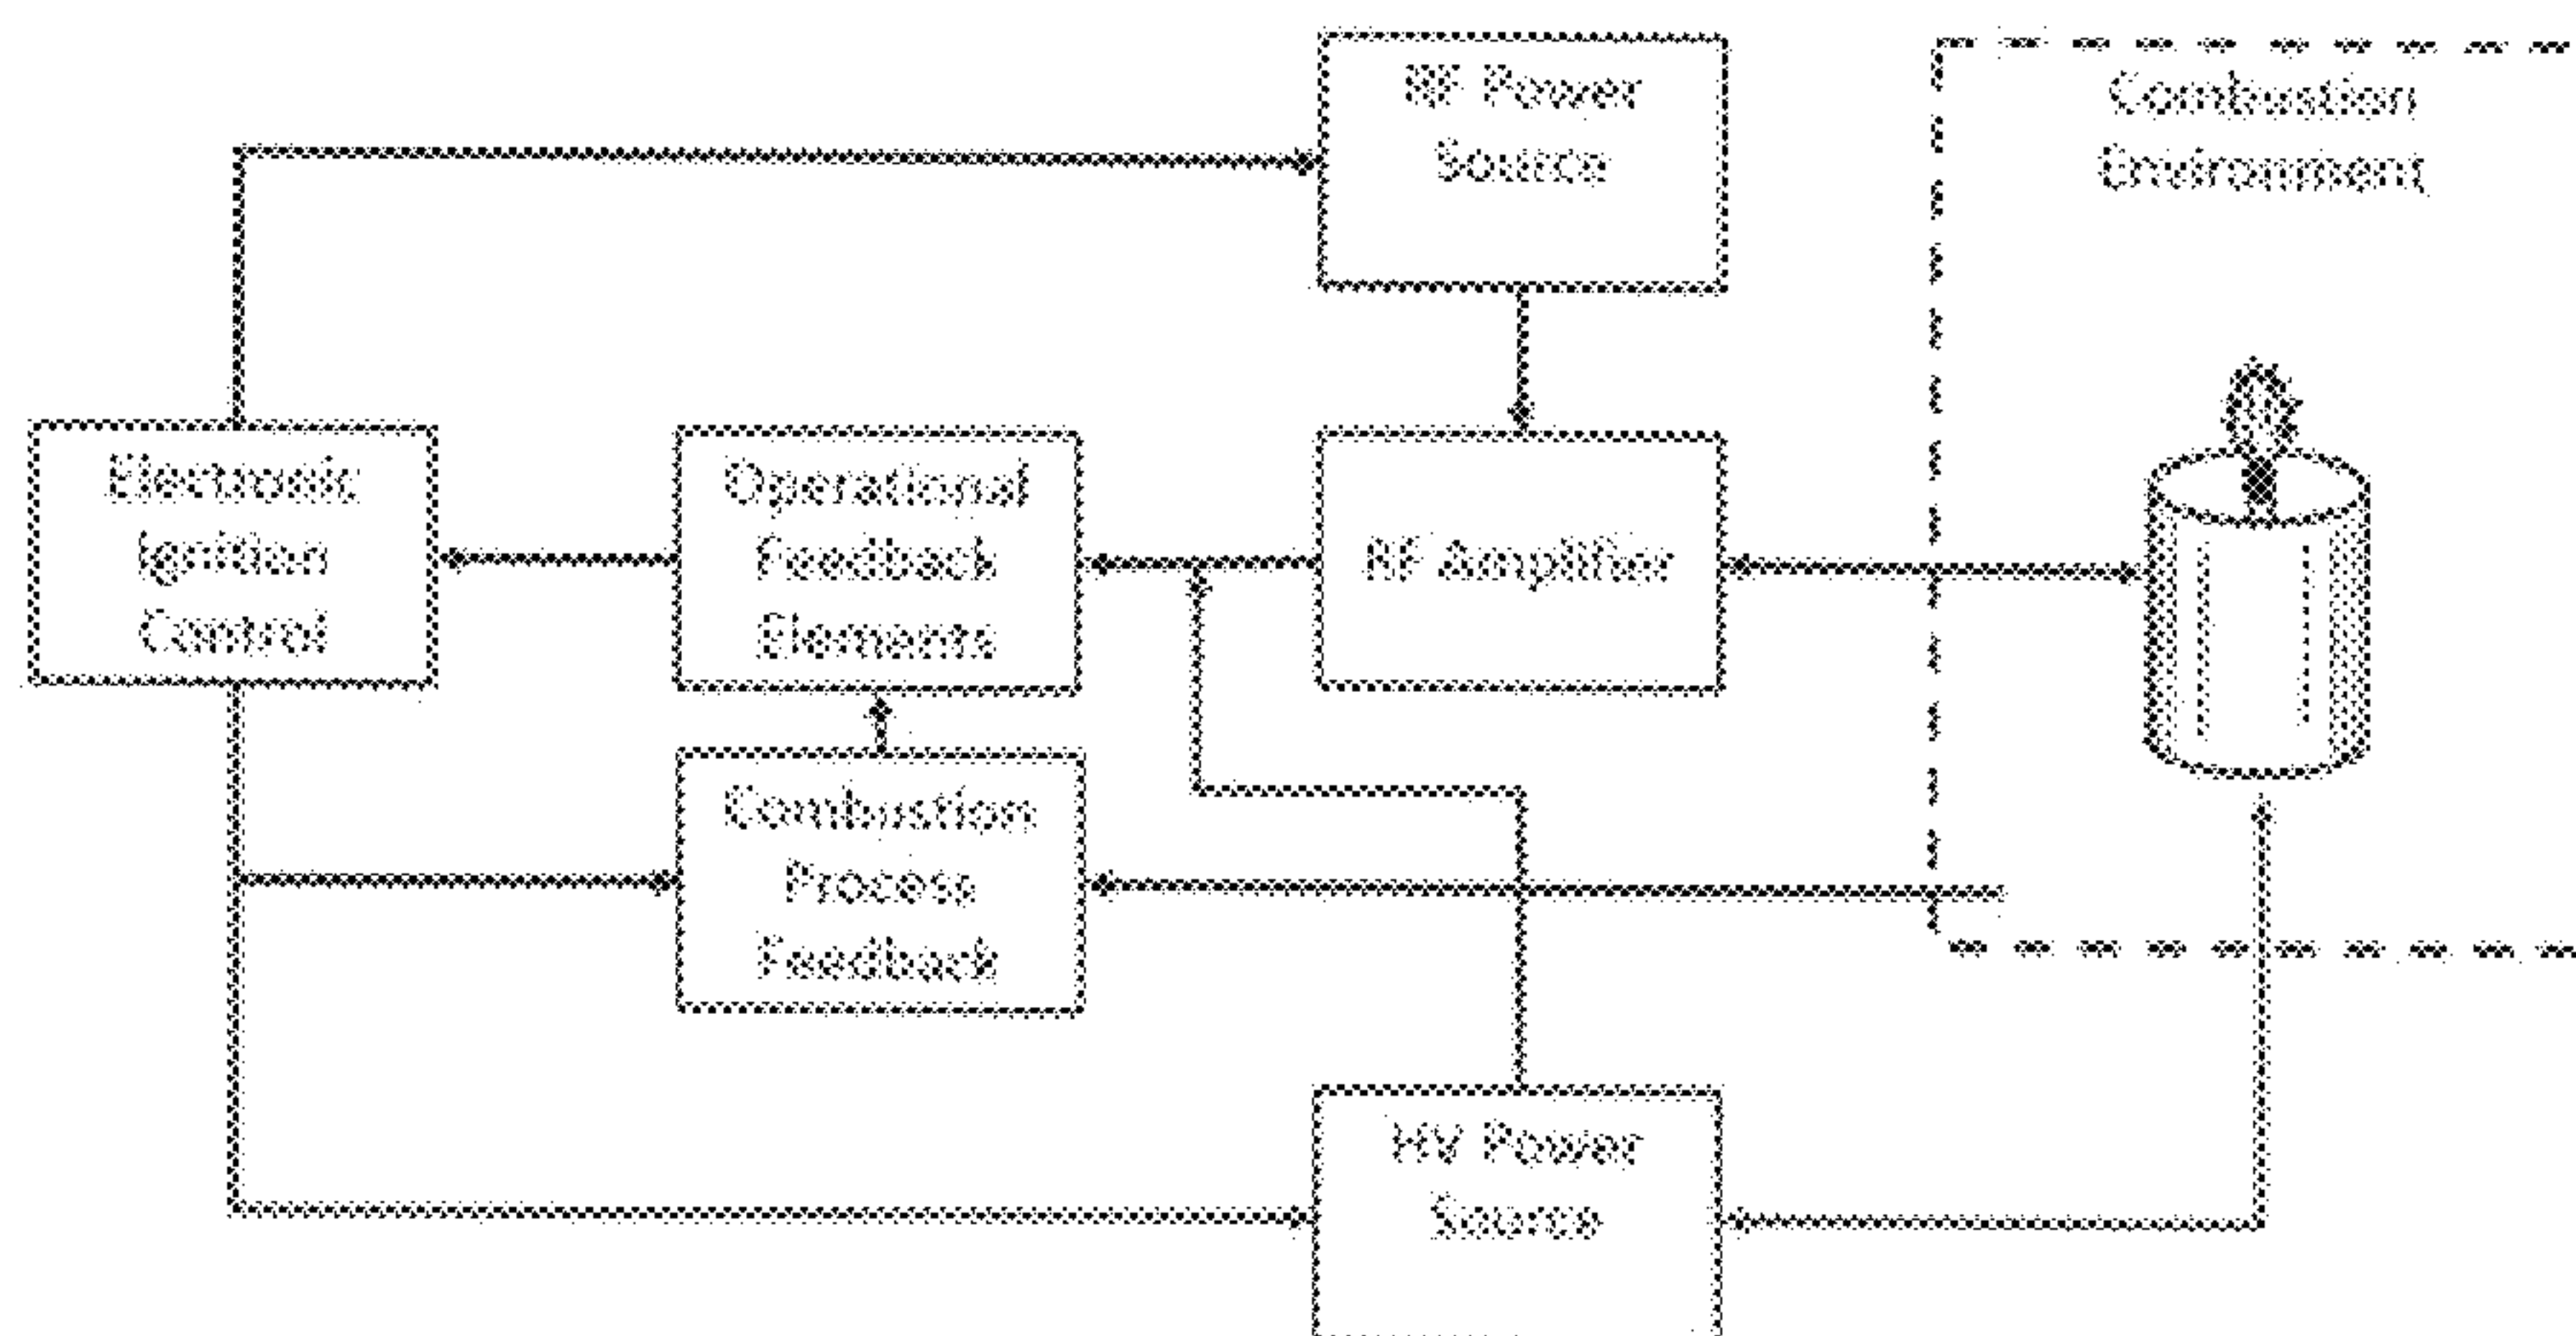 RF Power
Source
Combustion
Environment
Electronic
Ignition
Control
Operational
Feedback
Elements
RF Amplifier
Combustion
Process
Feedback
HV Power
Source